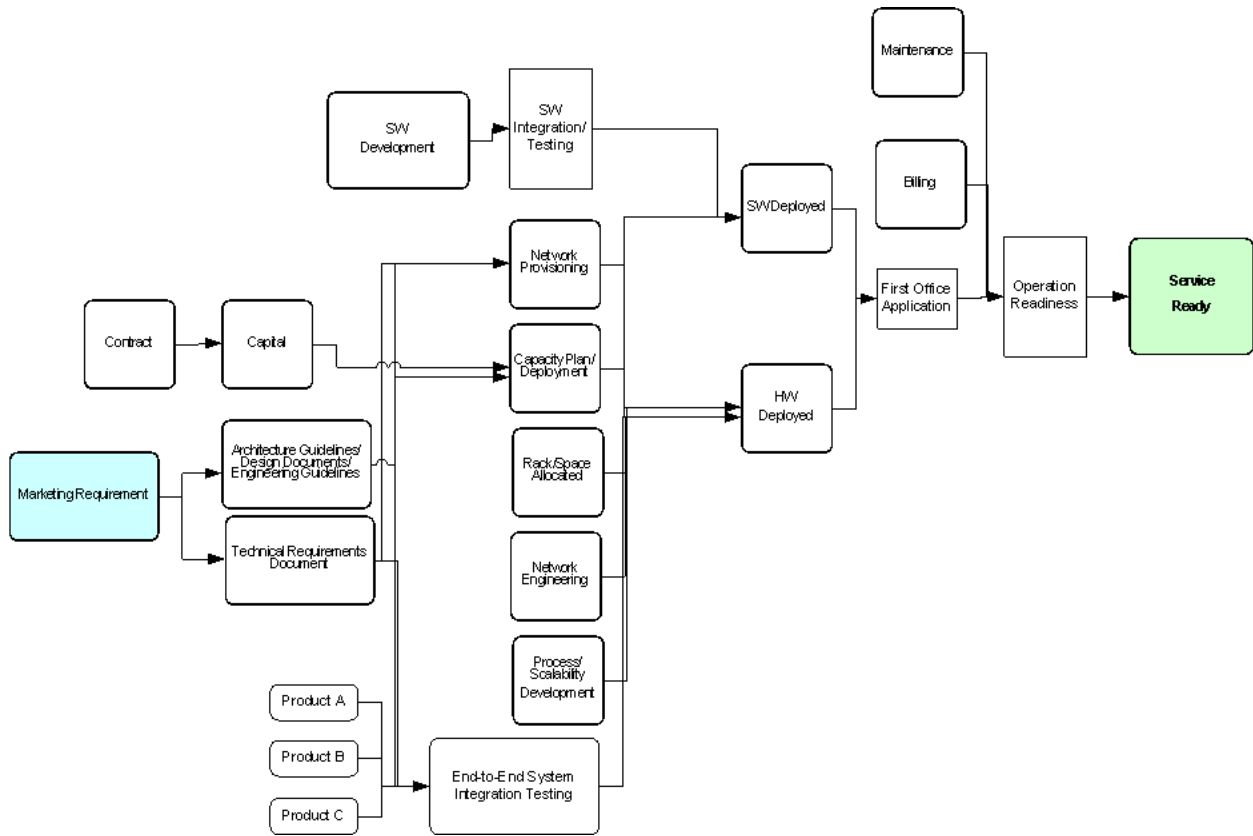 Maintenance
SW
Development
SW
Integration/
Testing
Billing
SW Deployed
Network
Provisioning
First Office
Application
Operation
Readiness
Service
Ready
Contract
Capital
Capacity Plan/
Deployment
HW
Deployed
Architecture Guidelines/
Design Documents/
Engineering Guidelines
Rack/Space
Allocated
Marketing Requirement
Technical Requirements
Document
Network
Engineering
Process/
Scalability
Development
Product A
Product B
Product C
End-to-End System
Integration Testing